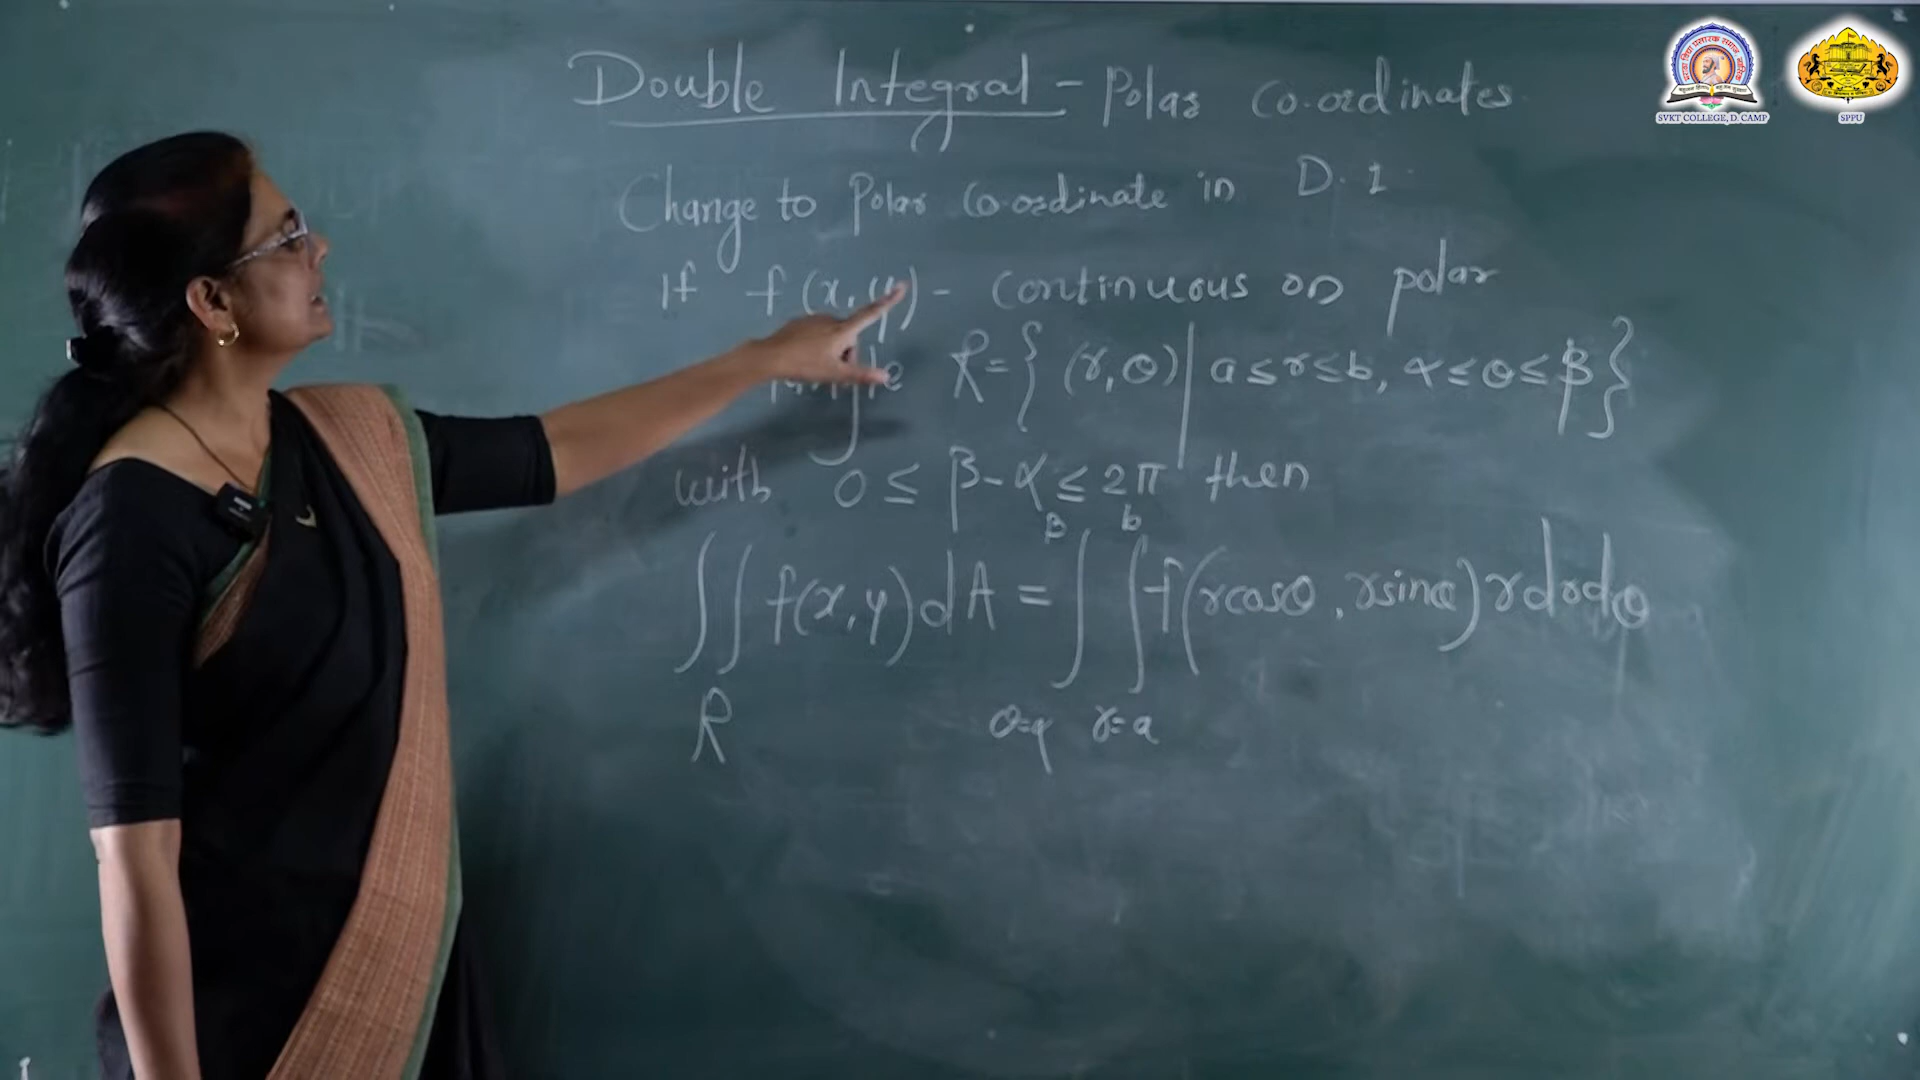 Double Integral - Polar Co-ordinates
Change to Polar Co-ordinate in D.I.
If f(x,y) - continuous on polar
R = { (r,θ) | a ≤ r ≤ b, α ≤ θ ≤ β }
with 0 ≤ β - α ≤ 2π then
∫∫ f(x,y) dA = ∫ ∫ f(r cosθ, r sinθ) r dr dθ
β b
R θ=α r=a
SVKT COLLEGE, D. CAMP
SPPU